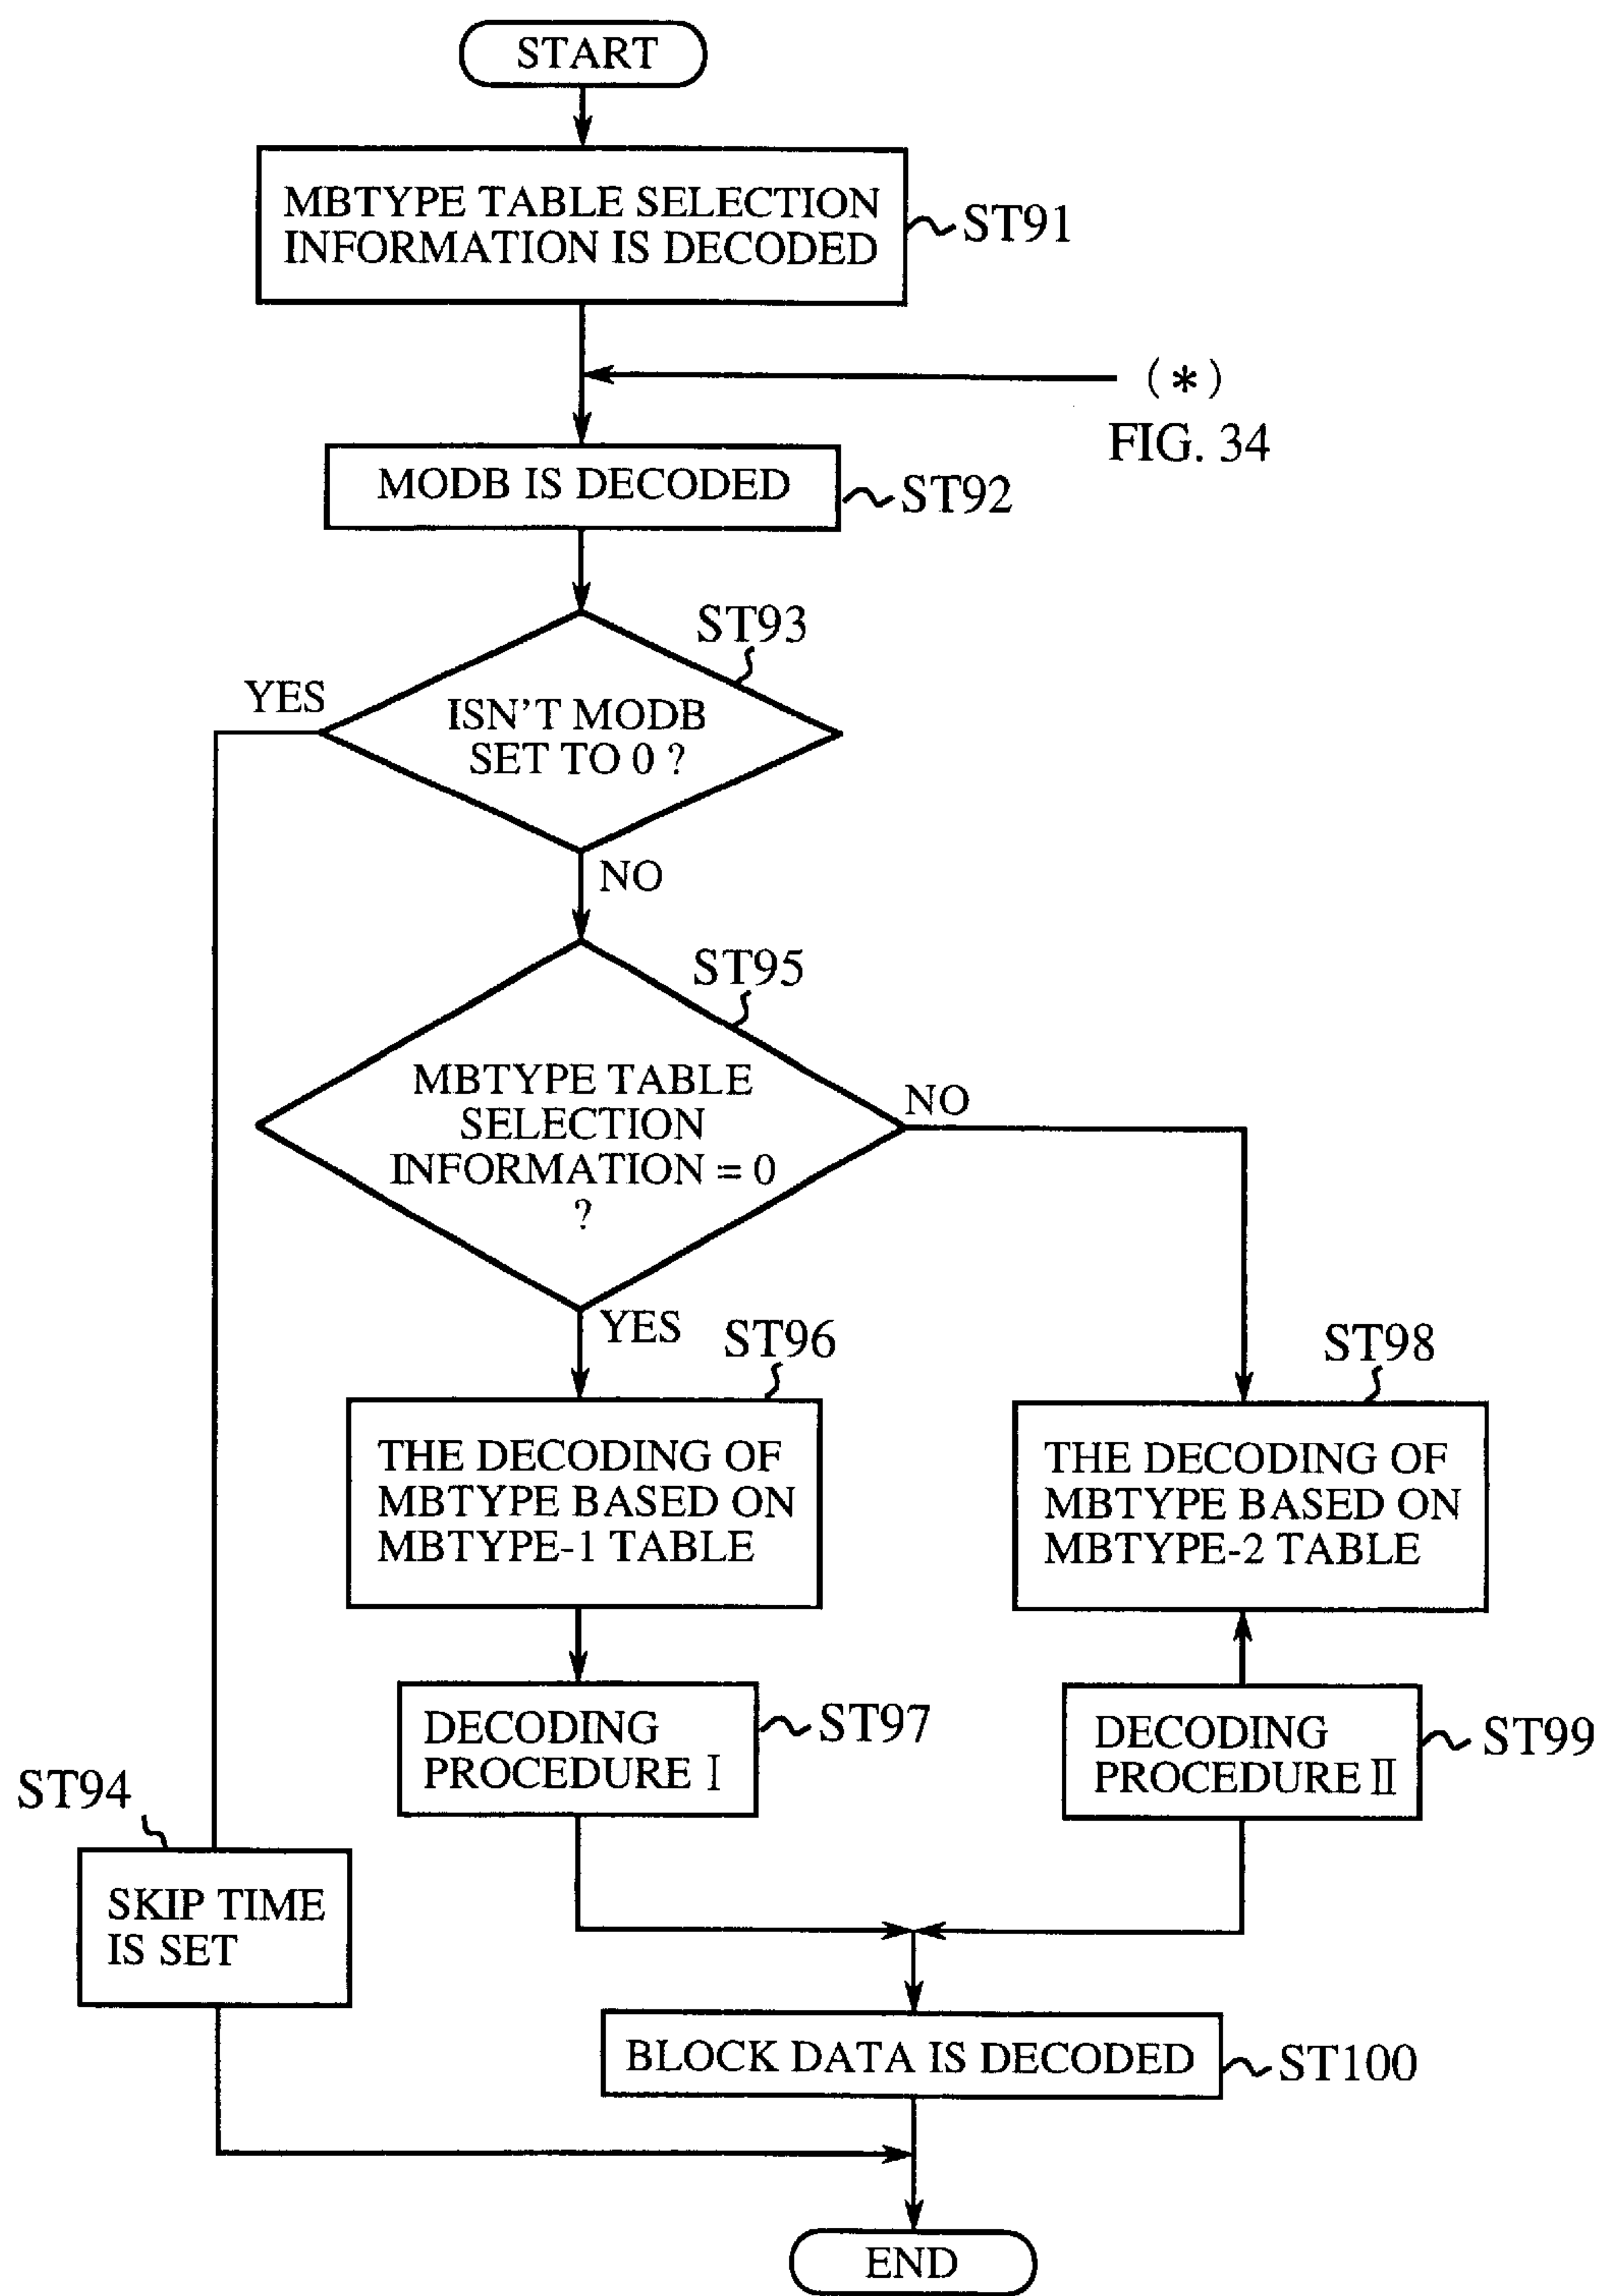 START
MBTYPE TABLE SELECTION
INFORMATION IS DECODED
ST91
(*)
FIG. 34
MODB IS DECODED
ST92
ST93
YES
ISN'T MODB
SET TO 0 ?
NO
ST95
MBTYPE TABLE
SELECTION
INFORMATION = 0
?
NO
YES
ST96
ST98
THE DECODING OF
MBTYPE BASED ON
MBTYPE-1 TABLE
THE DECODING OF
MBTYPE BASED ON
MBTYPE-2 TABLE
DECODING
PROCEDURE I
ST97
DECODING
PROCEDURE II
ST99
ST94
SKIP TIME
IS SET
BLOCK DATA IS DECODED
ST100
END